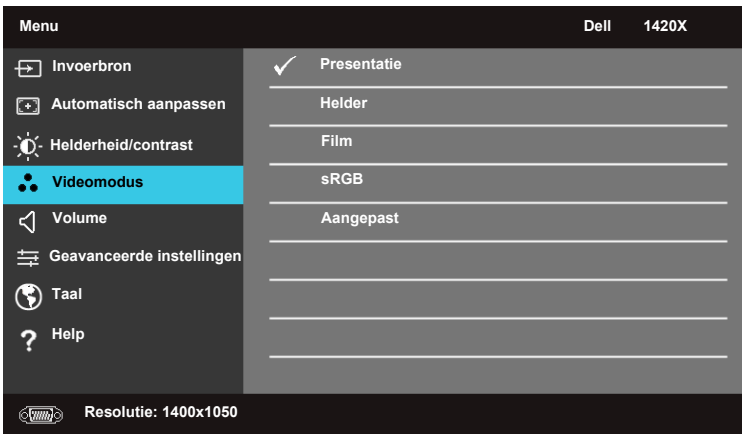 Menu Dell 1420X
Invoerbron
Automatisch aanpassen
Helderheid/contrast
Videomodus
Volume
Geavanceerde instellingen
Taal
Help
Presentatie
Helder
Film
sRGB
Aangepast
Resolutie: 1400x1050